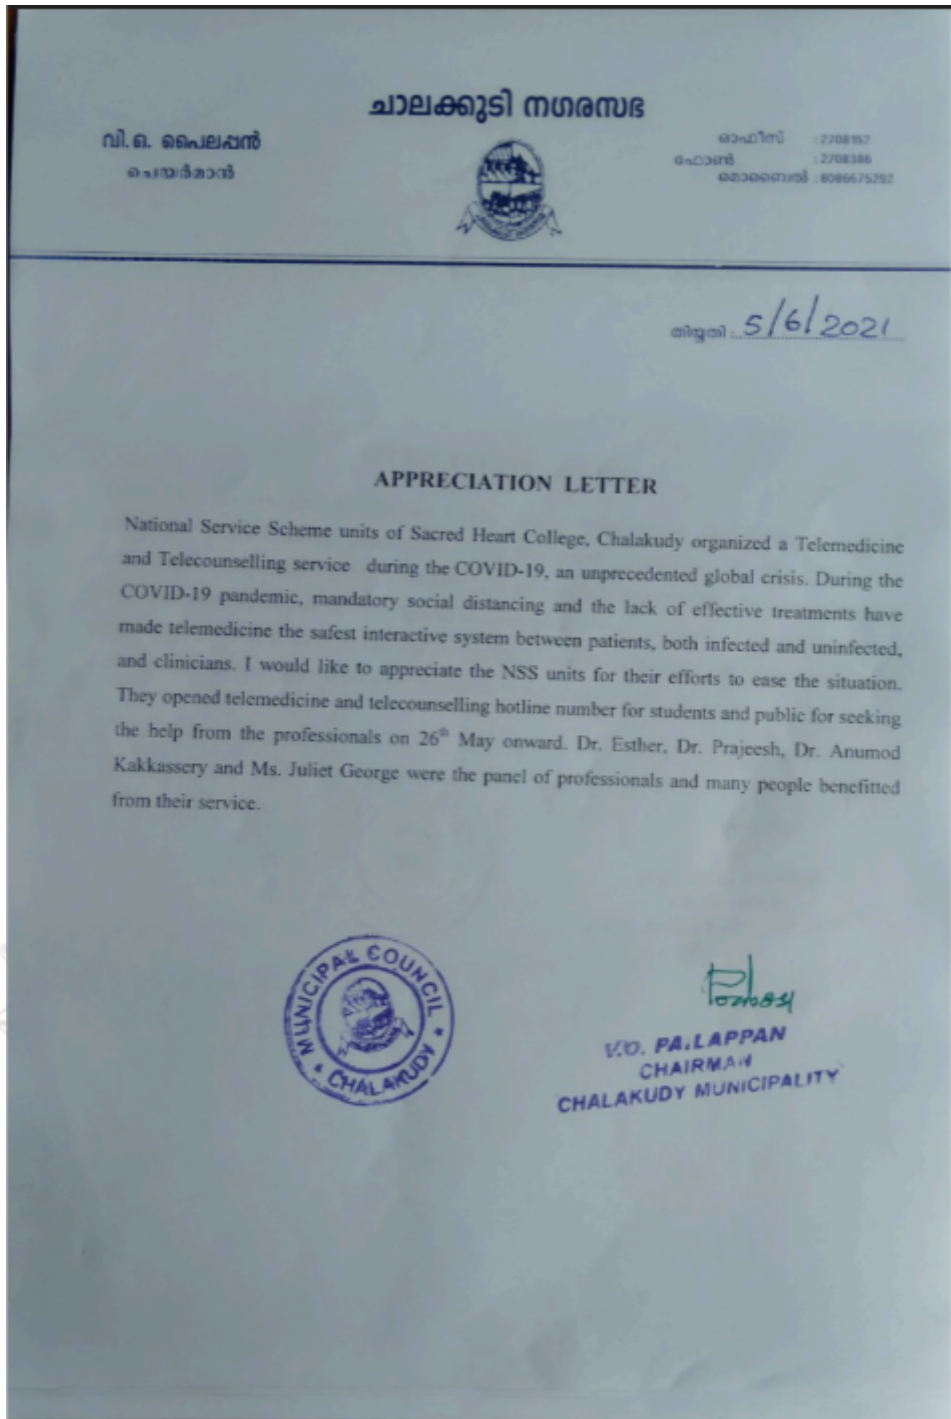 ചാലക്കുടി നഗരസഭ
വി. ഒ. പൈലപ്പൻ
ചെയർമാൻ
ഓഫീസ് : 2708157
ഫോൺ : 2708386
മൊബൈൽ : 8086675292
തിയ്യതി : 5/6/2021
APPRECIATION LETTER
National Service Scheme units of Sacred Heart College, Chalakudy organized a Telemedicine
and Telecounselling service during the COVID-19, an unprecedented global crisis. During the
COVID-19 pandemic, mandatory social distancing and the lack of effective treatments have
made telemedicine the safest interactive system between patients, both infected and uninfected,
and clinicians. I would like to appreciate the NSS units for their efforts to ease the situation.
They opened telemedicine and telecounselling hotline number for students and public for seeking
the help from the professionals on 26th May onward. Dr. Esther, Dr. Prajeesh, Dr. Anumod
Kakkassery and Ms. Juliet George were the panel of professionals and many people benefitted
from their service.
MUNICIPAL COUNCIL
CHALAKUDY
V.O. PAILAPPAN
CHAIRMAN
CHALAKUDY MUNICIPALITY